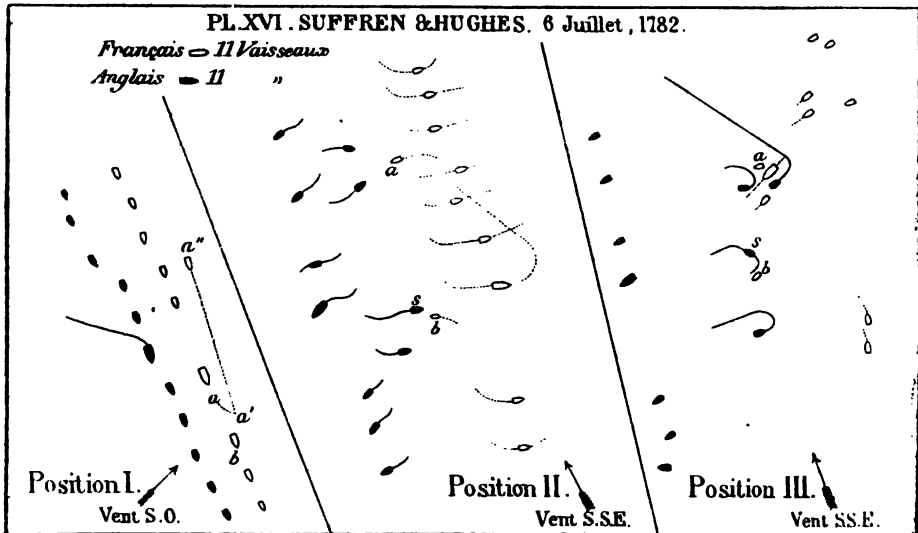 PL.XVI. SUFFREN & HUGHES. 6 Juillet, 1782.
Français 11 Vaisseaux
Anglais 11 "
a"
a
a'
b
Position I.
Vent S.O.
a
s
b
Position II.
Vent S.S.E.
a
s
b
Position III.
Vent S.S.E.